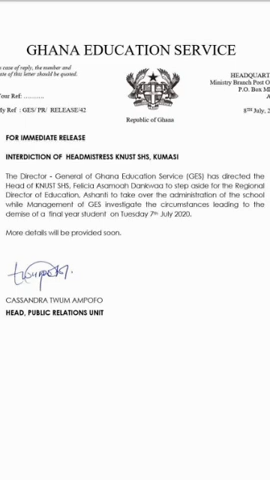 GHANA EDUCATION SERVICE
n case of reply, the number and
ate of this letter should be quoted.
HEADQUART
Ministry Branch Post O
P.O. Box M
Your Ref: ..........
My Ref : GES/ PR/ RELEASE/42
8TH July, 2
Republic of Ghana
FOR IMMEDIATE RELEASE
INTERDICTION OF HEADMISTRESS KNUST SHS, KUMASI
The Director - General of Ghana Education Service (GES) has directed the
Head of KNUST SHS, Felicia Asamoah Dankwaa to step aside for the Regional
Director of Education, Ashanti to take over the administration of the school
while Management of GES investigate the circumstances leading to the
demise of a final year student on Tuesday 7th July 2020.
More details will be provided soon.
CASSANDRA TWUM AMPOFO
HEAD, PUBLIC RELATIONS UNIT